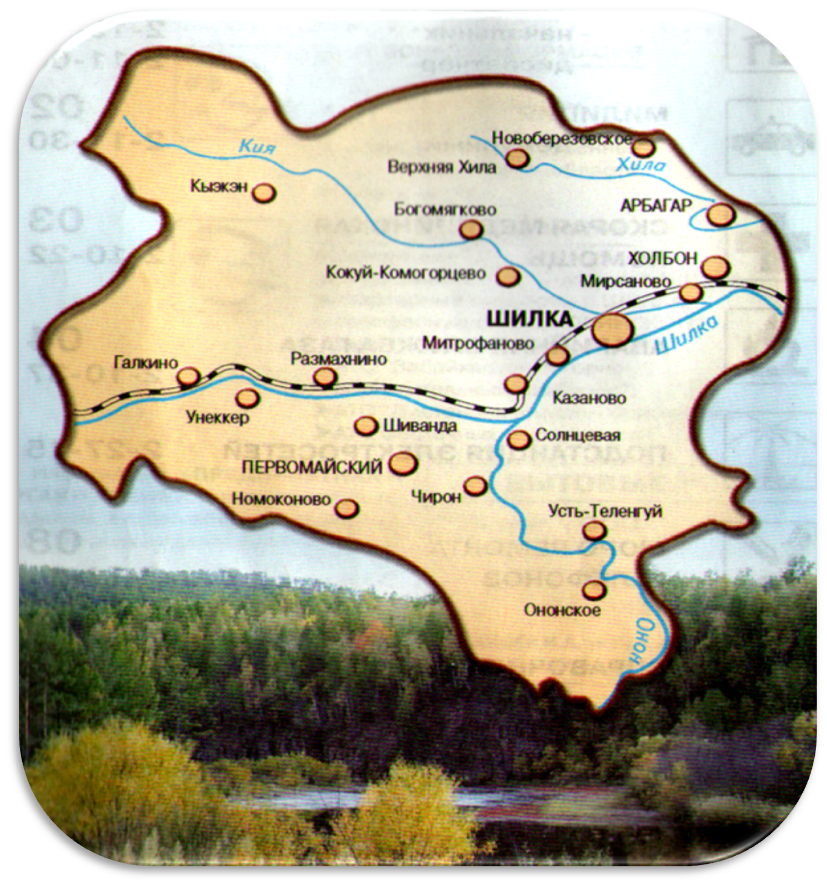 Новоберезовское
Кия
Верхняя Хила
Хила
Кызкэн
АРБАГАР
Богомягково
ХОЛБОН
Кокуй-Комогорцево
Мирсаново
ШИЛКА
Шилка
Митрофаново
Галкино
Размахнино
Казаново
Унеккер
Шиванда
Солнцевая
ПЕРВОМАЙСКИЙ
Чирон
Номоконово
Усть-Теленгуй
Ононское
Онон